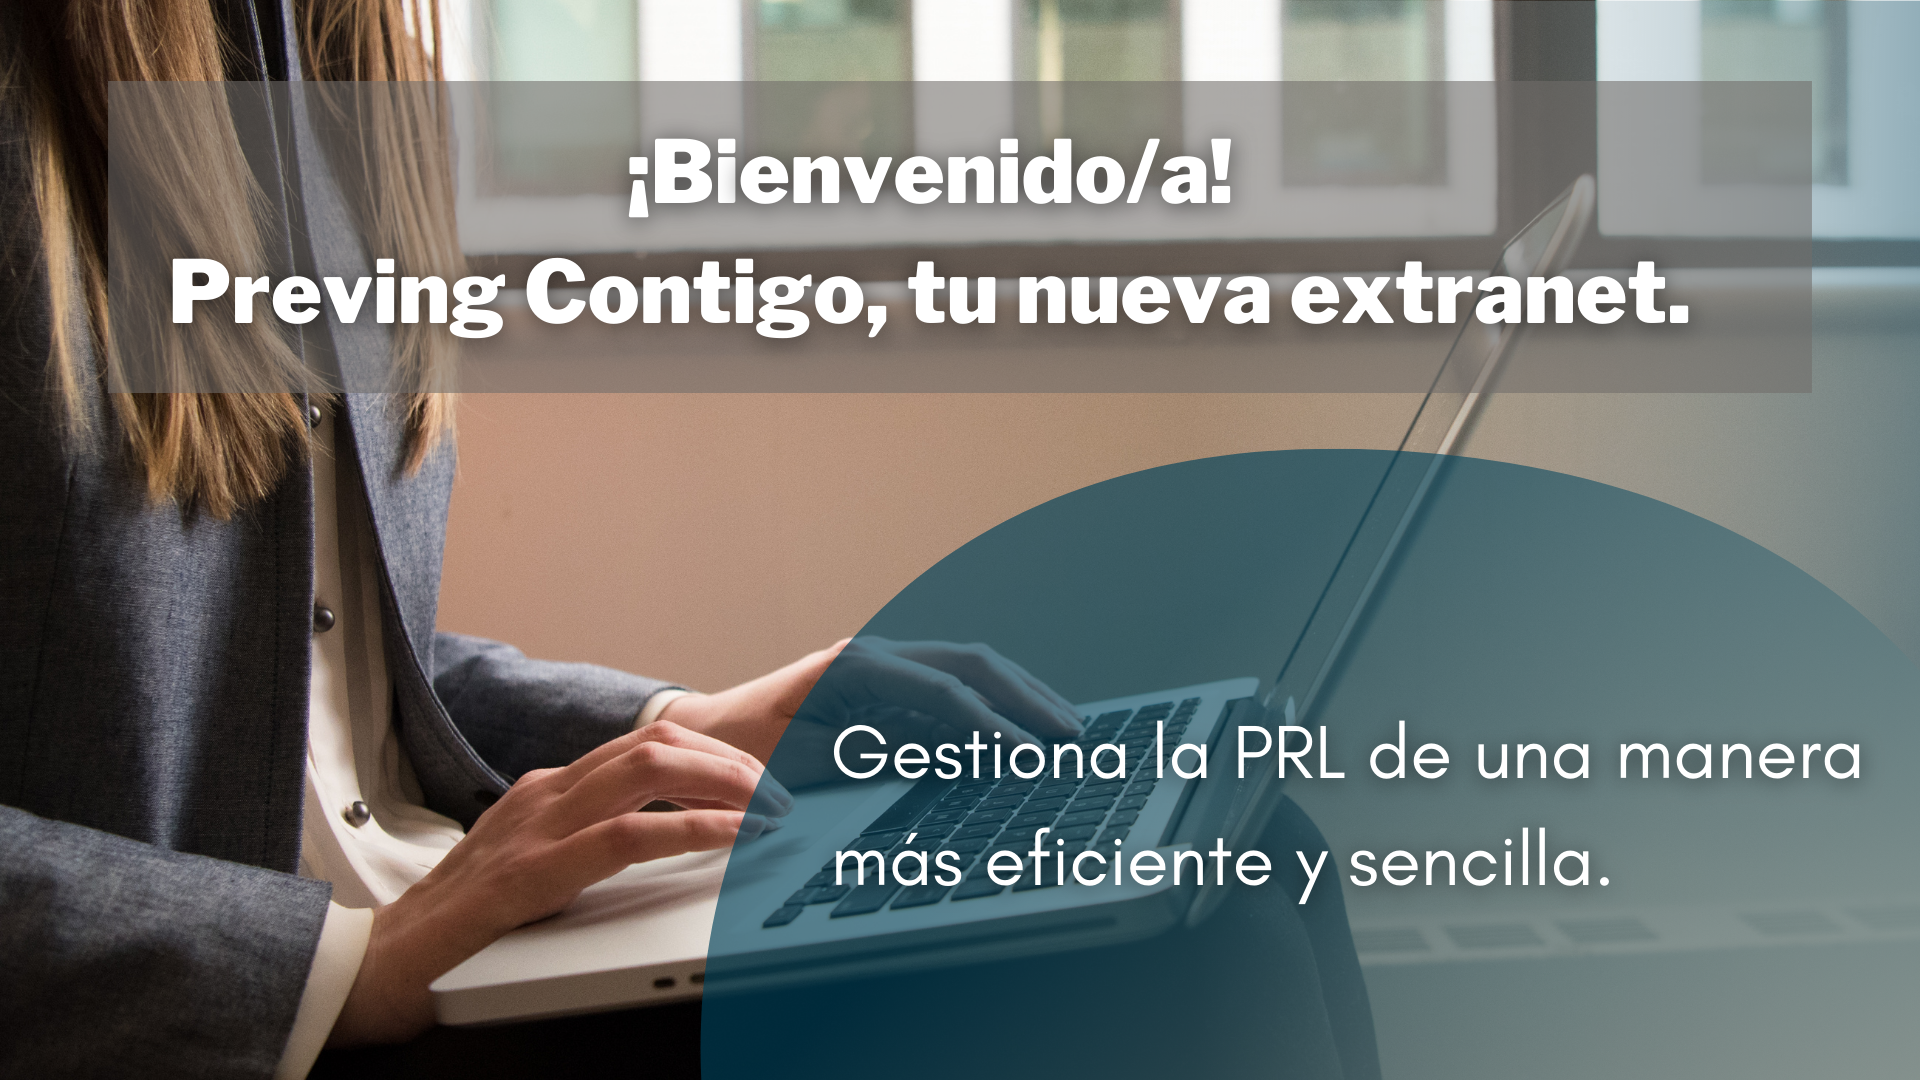 ¡Bienvenido/a!
Preving Contigo, tu nueva extranet.
Gestiona la PRL de una manera
más eficiente y sencilla.